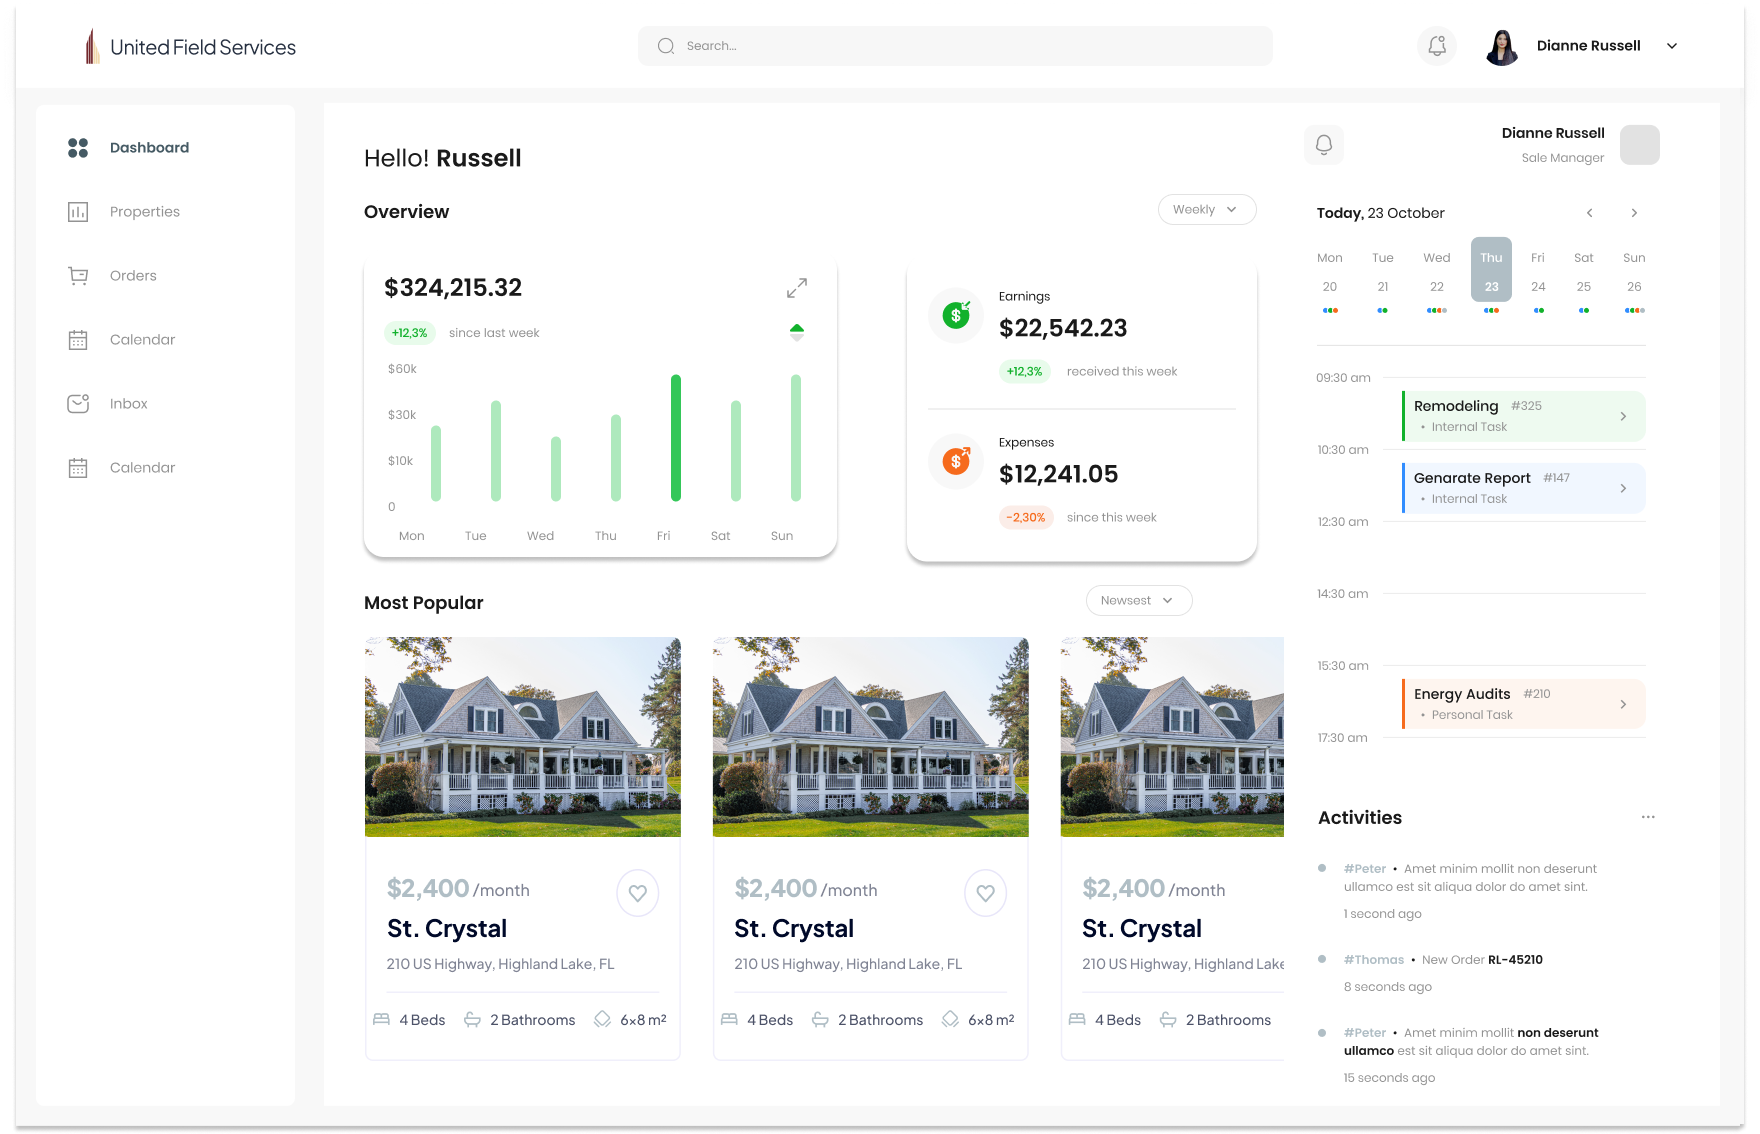 United Field Services
Search...
Dianne Russell
Dashboard
Properties
Orders
Calendar
Inbox
Calendar
Hello! Russell
Overview
Weekly
$324,215.32
+12,3% since last week
$60k
$30k
$10k
0
Mon Tue Wed Thu Fri Sat Sun
Earnings
$22,542.23
+12,3% received this week
Expenses
$12,241.05
-2,30% since this week
Most Popular
Newsest
$2,400 /month
St. Crystal
210 US Highway, Highland Lake, FL
4 Beds 2 Bathrooms 6×8 m²
$2,400 /month
St. Crystal
210 US Highway, Highland Lake, FL
4 Beds 2 Bathrooms 6×8 m²
$2,400 /month
St. Crystal
210 US Highway, Highland Lake
4 Beds 2 Bathrooms
Dianne Russell
Sale Manager
Today, 23 October
Mon Tue Wed Thu Fri Sat Sun
20 21 22 23 24 25 26
09:30 am
Remodeling #325
• Internal Task
10:30 am
Genarate Report #147
• Internal Task
12:30 am
14:30 am
15:30 am
Energy Audits #210
• Personal Task
17:30 am
Activities
#Peter • Amet minim mollit non deserunt
ullamco est sit aliqua dolor do amet sint.
1 second ago
#Thomas • New Order RL-45210
8 seconds ago
#Peter • Amet minim mollit non deserunt
ullamco est sit aliqua dolor do amet sint.
15 seconds ago